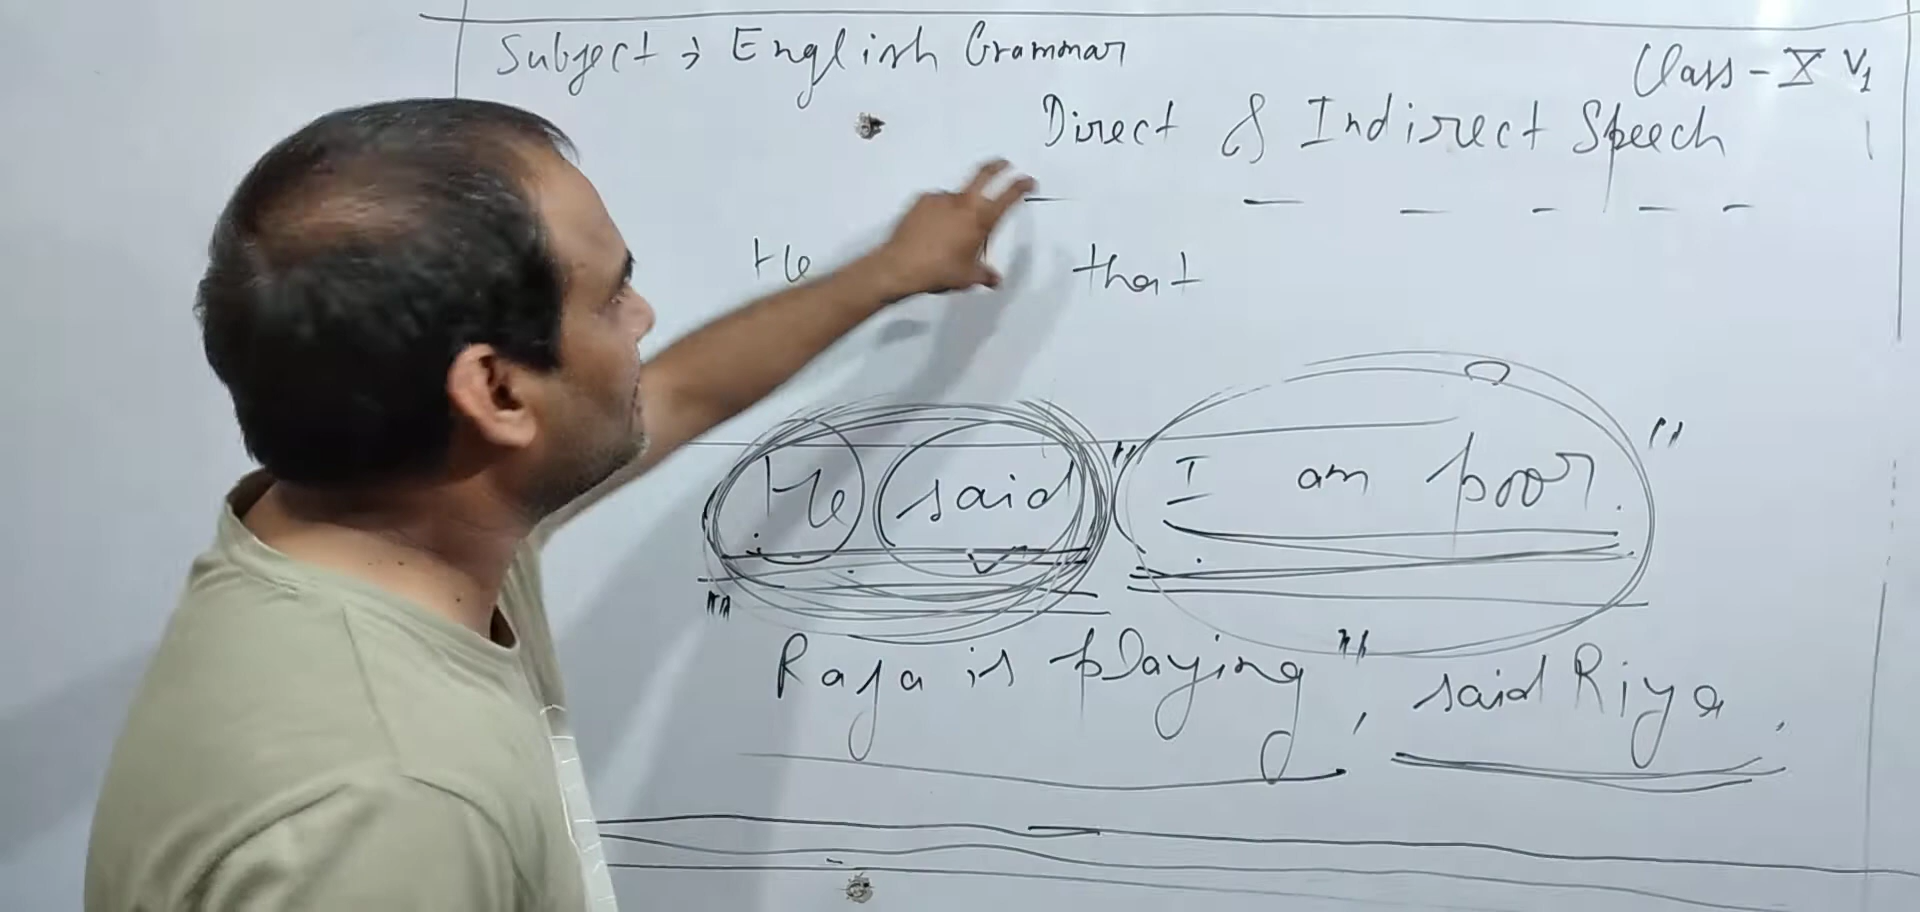 Subject → English Grammar
Class - X V1
Direct & Indirect Speech
He that
He said "I am poor."
"Raja is playing", said Riya.